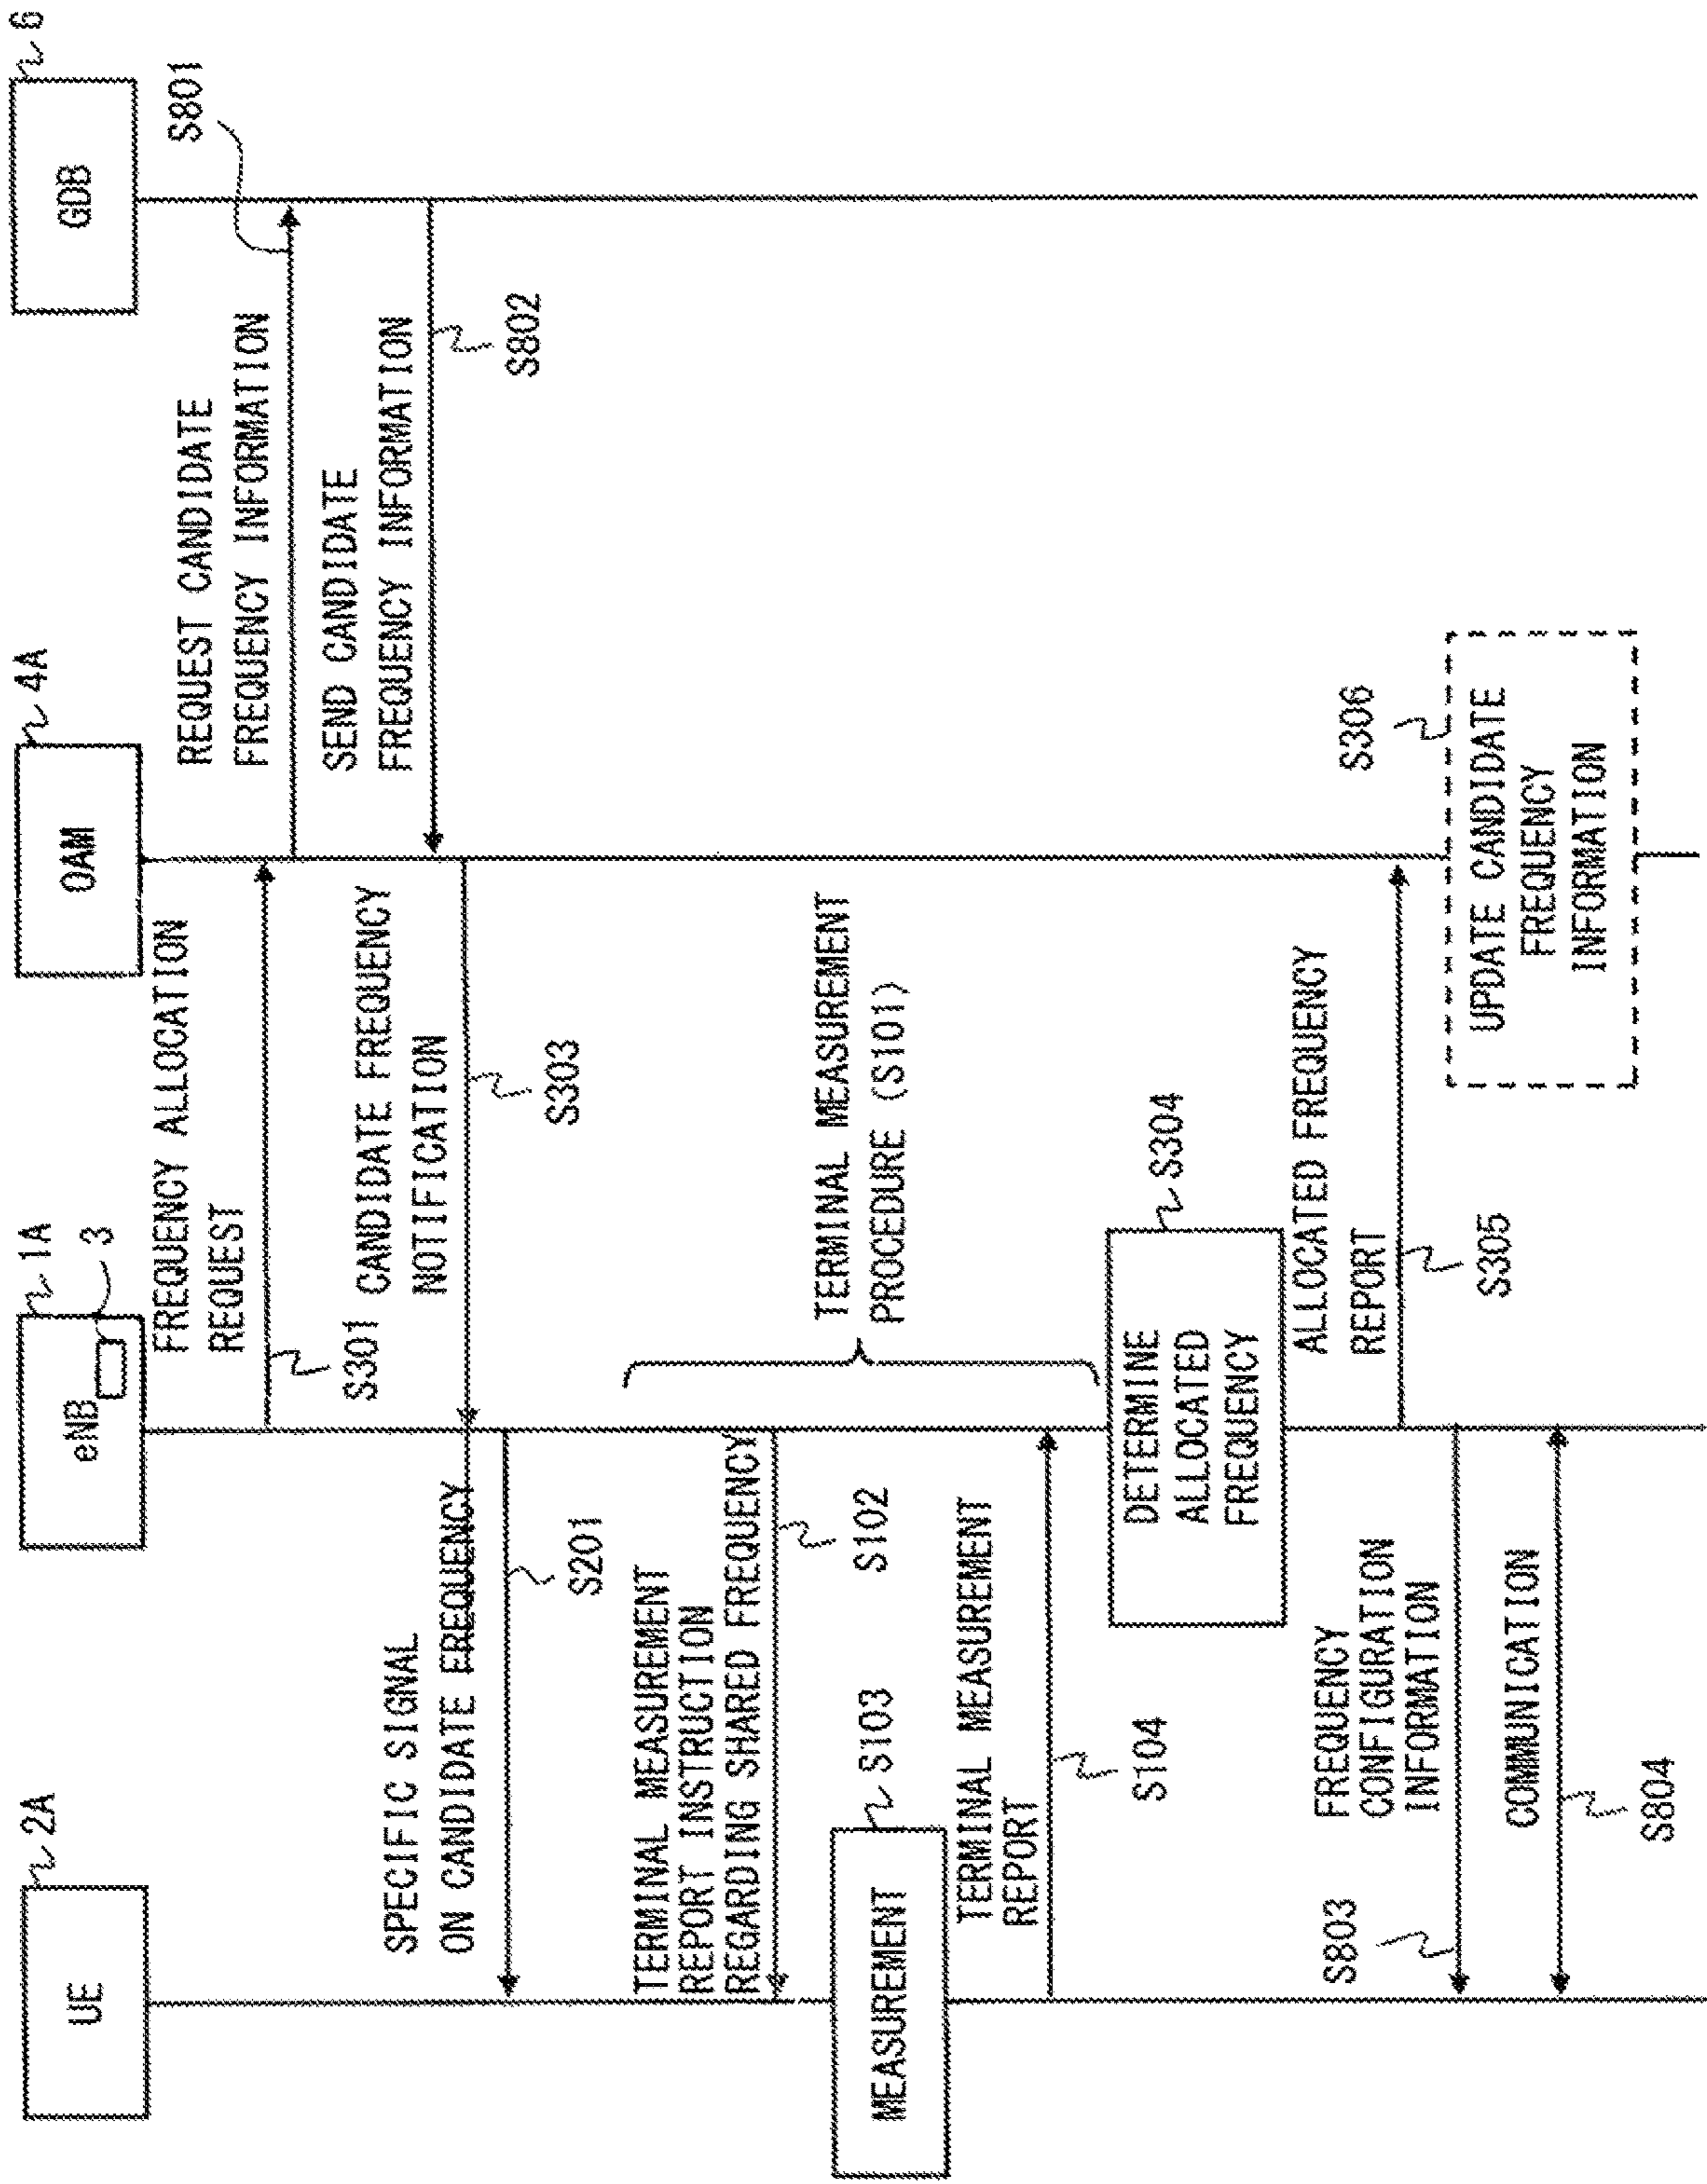 UE
2A
eNB
1A
3
OAM
4A
GDB
6
FREQUENCY ALLOCATION
REQUEST
S301
REQUEST CANDIDATE
FREQUENCY INFORMATION
S801
SEND CANDIDATE
FREQUENCY INFORMATION
S802
CANDIDATE FREQUENCY
NOTIFICATION
S303
SPECIFIC SIGNAL
ON CANDIDATE FREQUENCY
S201
TERMINAL MEASUREMENT
REPORT INSTRUCTION
REGARDING SHARED FREQUENCY
S102
TERMINAL MEASUREMENT
PROCEDURE (S101)
MEASUREMENT
S103
TERMINAL MEASUREMENT
REPORT
S104
DETERMINE
ALLOCATED
FREQUENCY
S304
ALLOCATED FREQUENCY
REPORT
S305
UPDATE CANDIDATE
FREQUENCY
INFORMATION
S306
FREQUENCY
CONFIGURATION
INFORMATION
S803
COMMUNICATION
S804